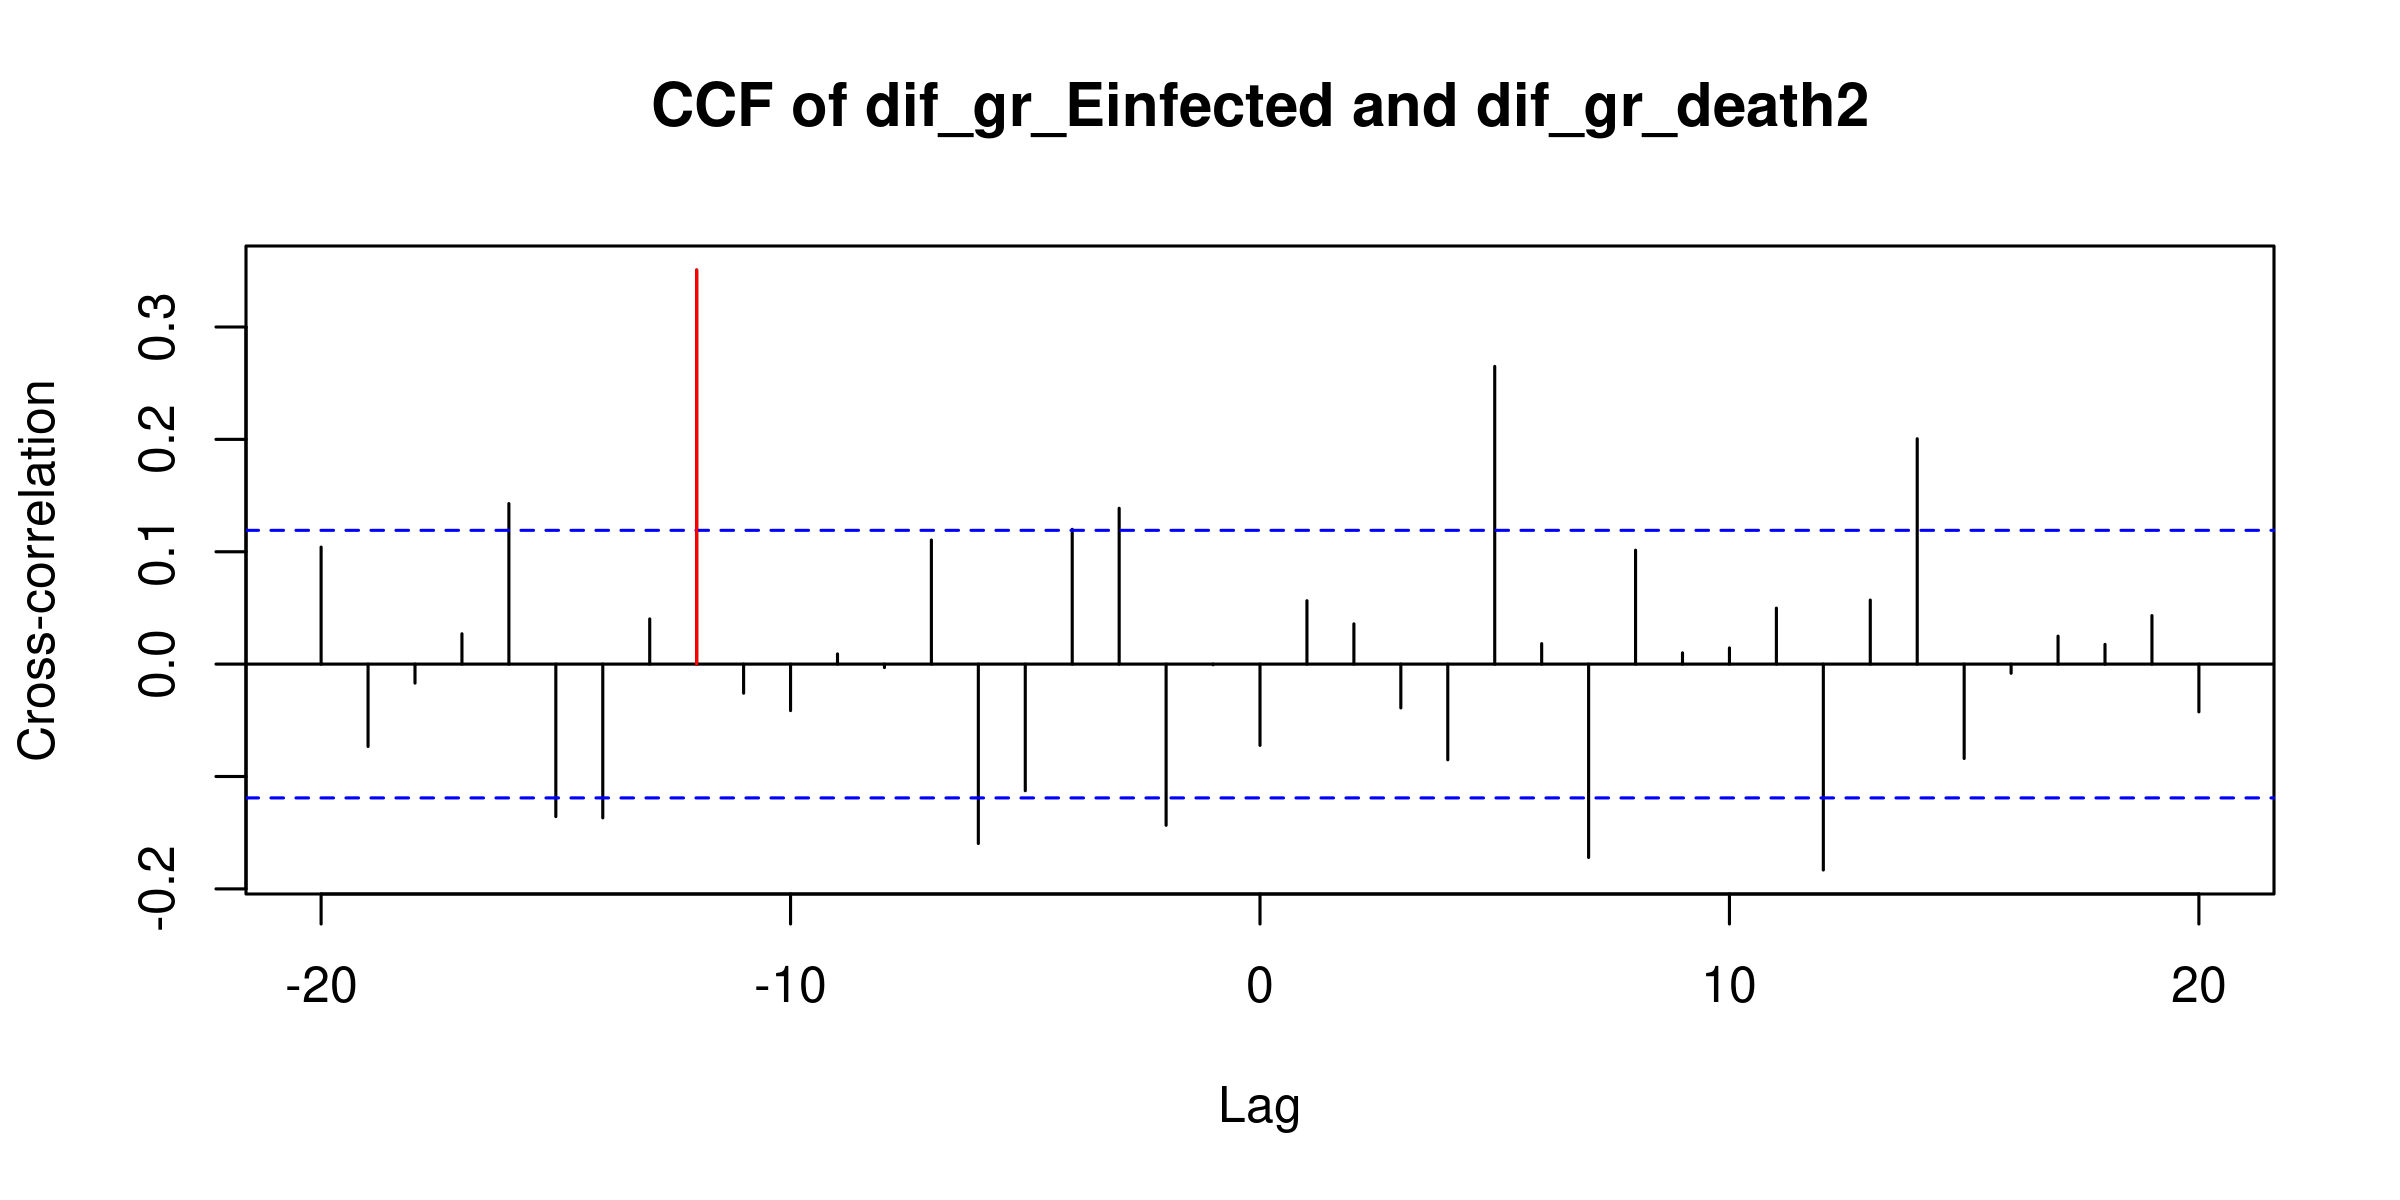 CCF of dif_gr_Einfected and dif_gr_death2
Cross-correlation
0.3
0.2
0.1
0.0
-0.2
-20 -10 0 10 20
Lag